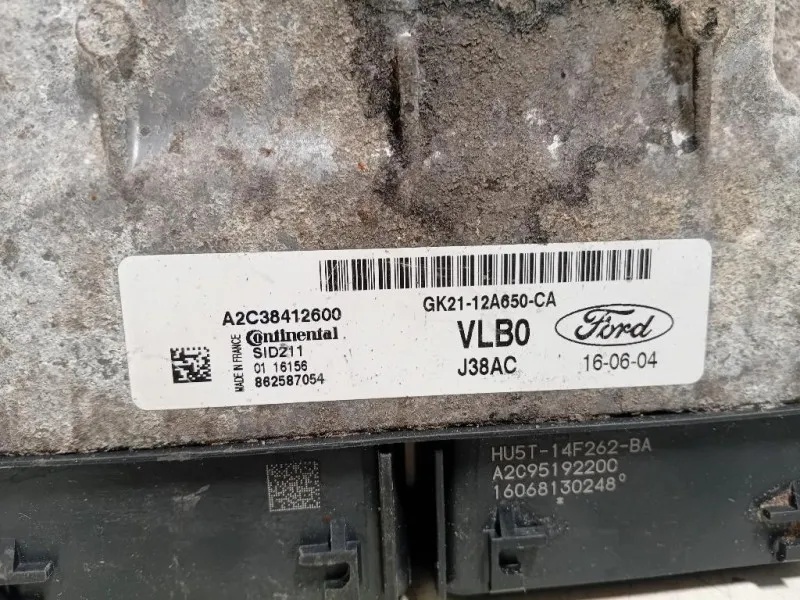 A2C38412600
Continental
SID211
01 16156
862587054
MADE IN FRANCE
GK21-12A650-CA
VLB0
J38AC
Ford
16-06-04
HU5T-14F262-BA
A2C95192200
16068130248